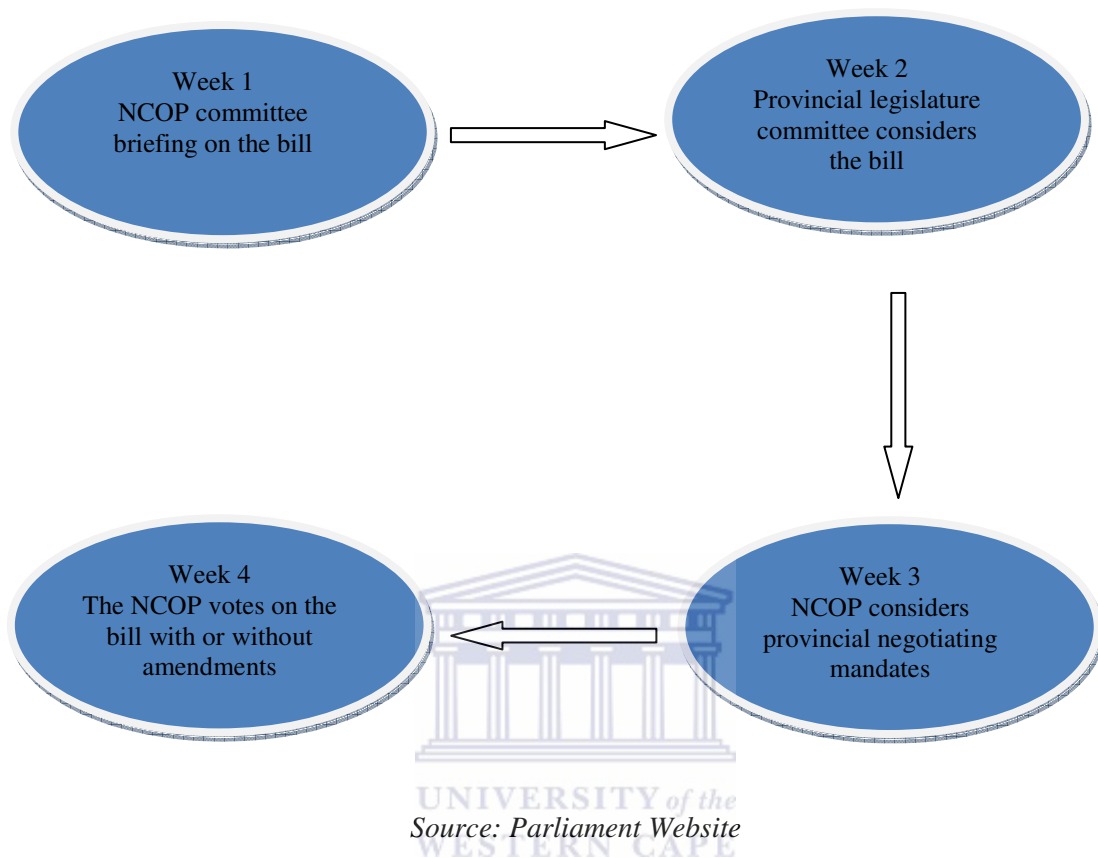 Week 1
NCOP committee
briefing on the bill
Week 2
Provincial legislature
committee considers
the bill
Week 3
NCOP considers
provincial negotiating
mandates
Week 4
The NCOP votes on the
bill with or without
amendments
UNIVERSITY of the
Source: Parliament Website
WESTERN CAPE